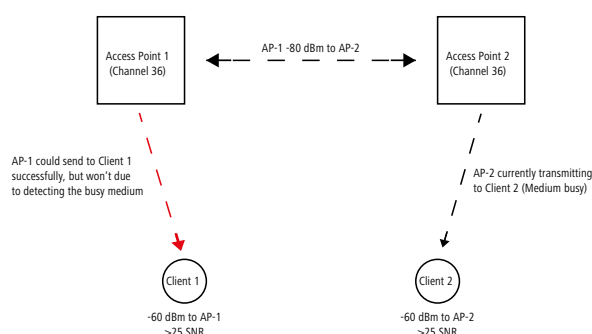 AP-1 -80 dBm to AP-2
Access Point 1
(Channel 36)
Access Point 2
(Channel 36)
AP-1 could send to Client 1
successfully, but won't due
to detecting the busy medium
AP-2 currently transmitting
to Client 2 (Medium busy)
Client 1
Client 2
-60 dBm to AP-1
>25 SNR
-60 dBm to AP-2
>25 SNR